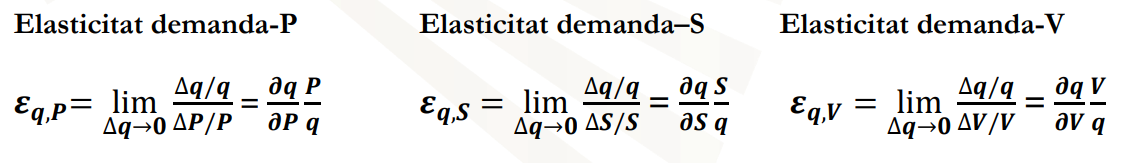 Elasticitat demanda-P
Elasticitat demanda–S
Elasticitat demanda-V
ε_{q,P} = lim_{Δq→0} (Δq/q)/(ΔP/P) = (∂q/∂P)(P/q)
ε_{q,S} = lim_{Δq→0} (Δq/q)/(ΔS/S) = (∂q/∂S)(S/q)
ε_{q,V} = lim_{Δq→0} (Δq/q)/(ΔV/V) = (∂q/∂V)(V/q)